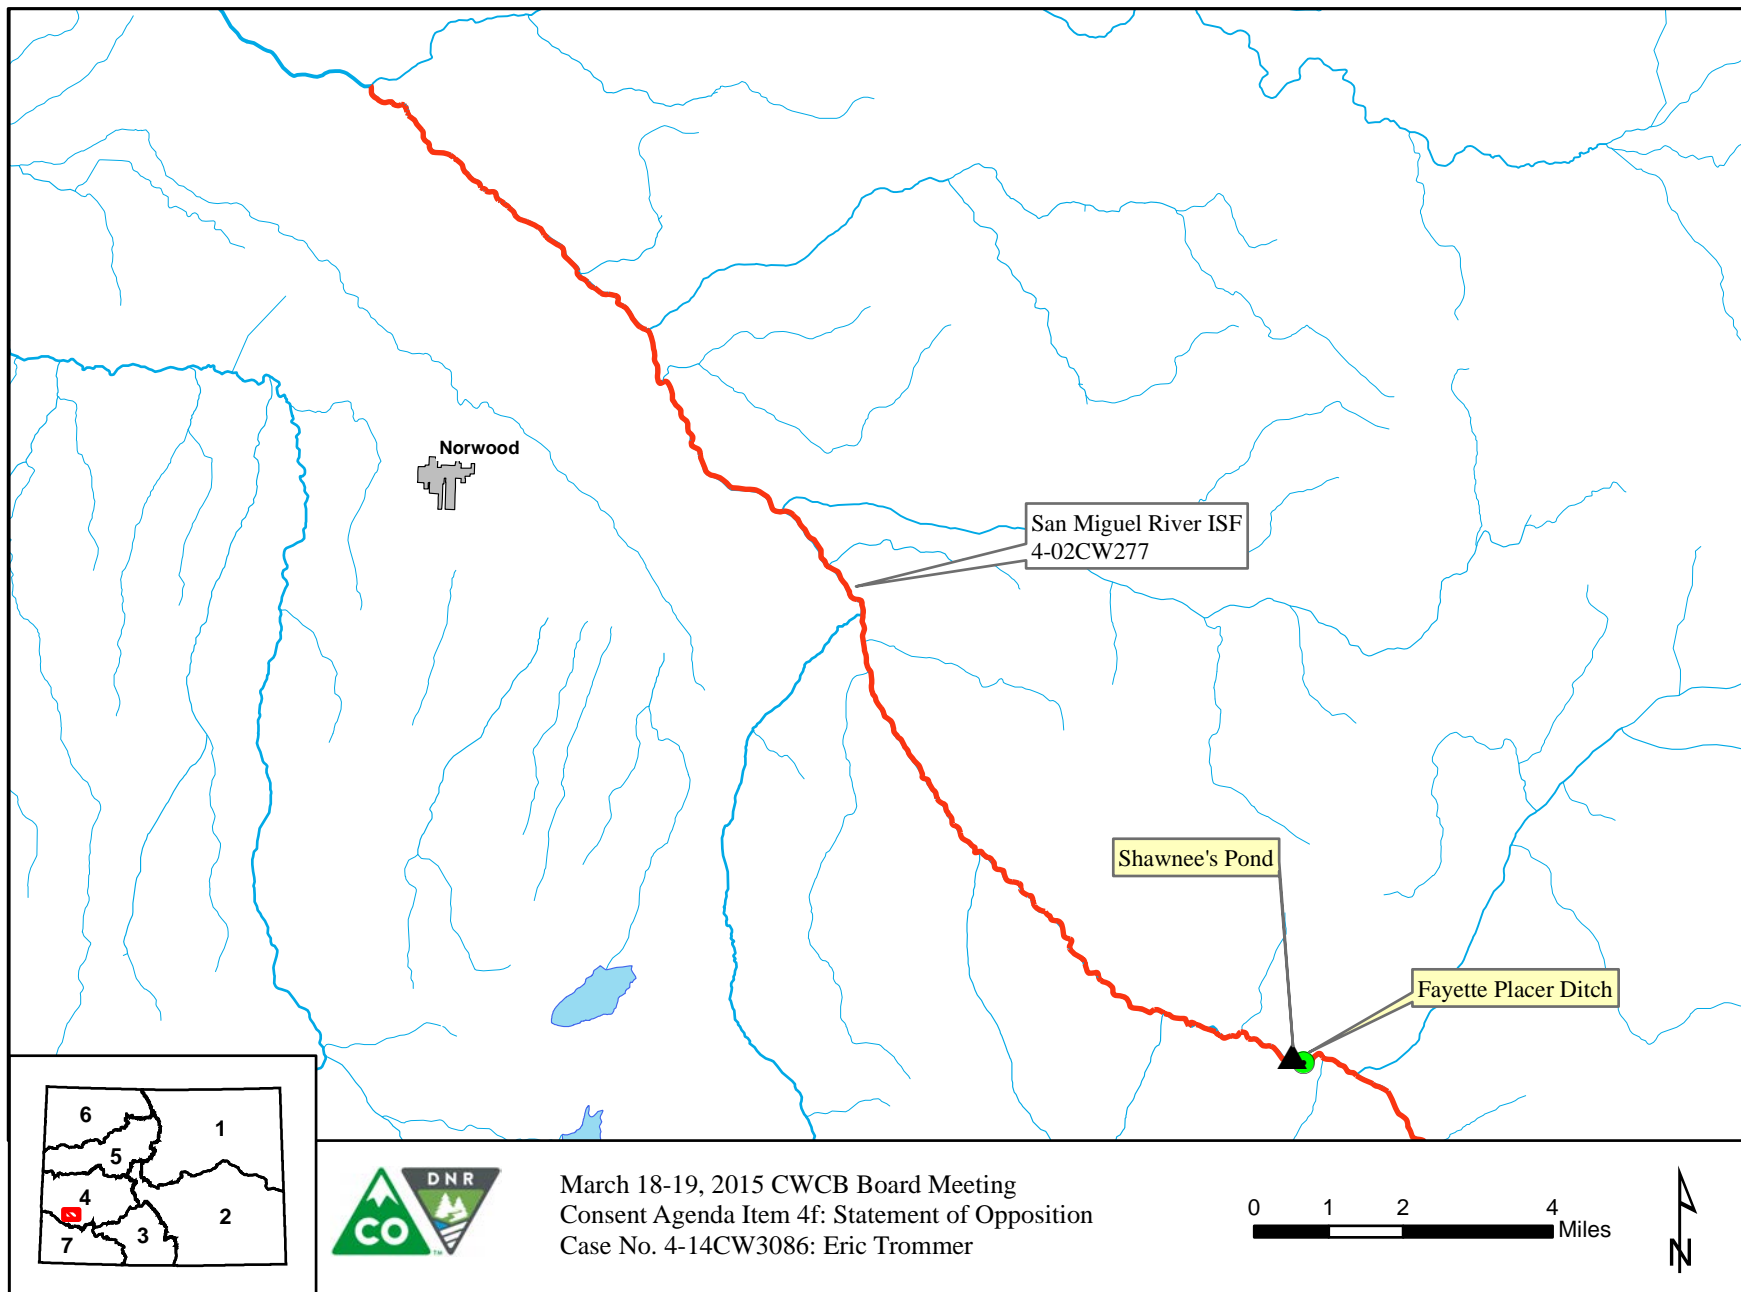 Norwood
San Miguel River ISF
4-02CW277
Shawnee's Pond
Fayette Placer Ditch
6
1
5
4
2
3
7
CO
TM
DNR
March 18-19, 2015 CWCB Board Meeting
Consent Agenda Item 4f: Statement of Opposition
Case No. 4-14CW3086: Eric Trommer
0 1 2 4
Miles
N